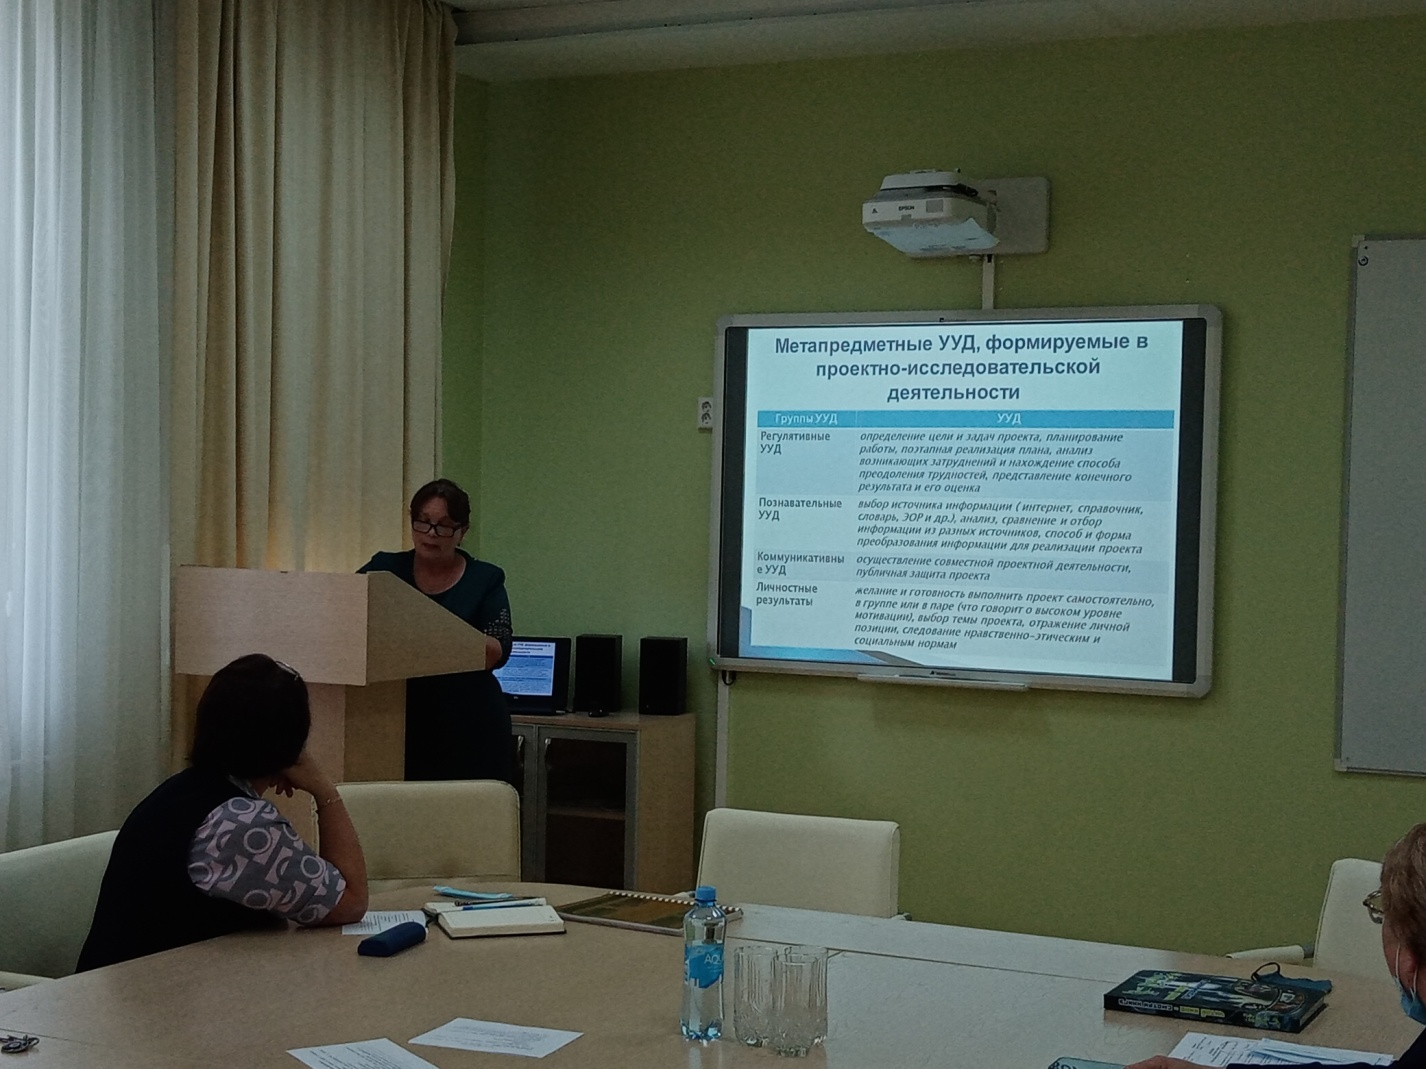 EPSON
Метапредметные УУД, формируемые в
проектно-исследовательской
деятельности
Группы УУД
УУД
Регулятивные
УУД
определение цели и задач проекта, планирование
работы, поэтапная реализация плана, анализ
возникающих затруднений и нахождение способа
преодоления трудностей, представление конечного
результата и его оценка
Познавательные
УУД
выбор источника информации ( интернет, справочник,
словарь, ЭОР и др.), анализ, сравнение и отбор
информации из разных источников, способ и форма
преобразования информации для реализации проекта
Коммуникативны
е УУД
осуществление совместной проектной деятельности,
публичная защита проекта
Личностные
результаты
желание и готовность выполнить проект самостоятельно,
в группе или в паре (что говорит о высоком уровне
мотивации), выбор темы проекта, отражение личной
позиции, следование нравственно-этическим и
социальным нормам